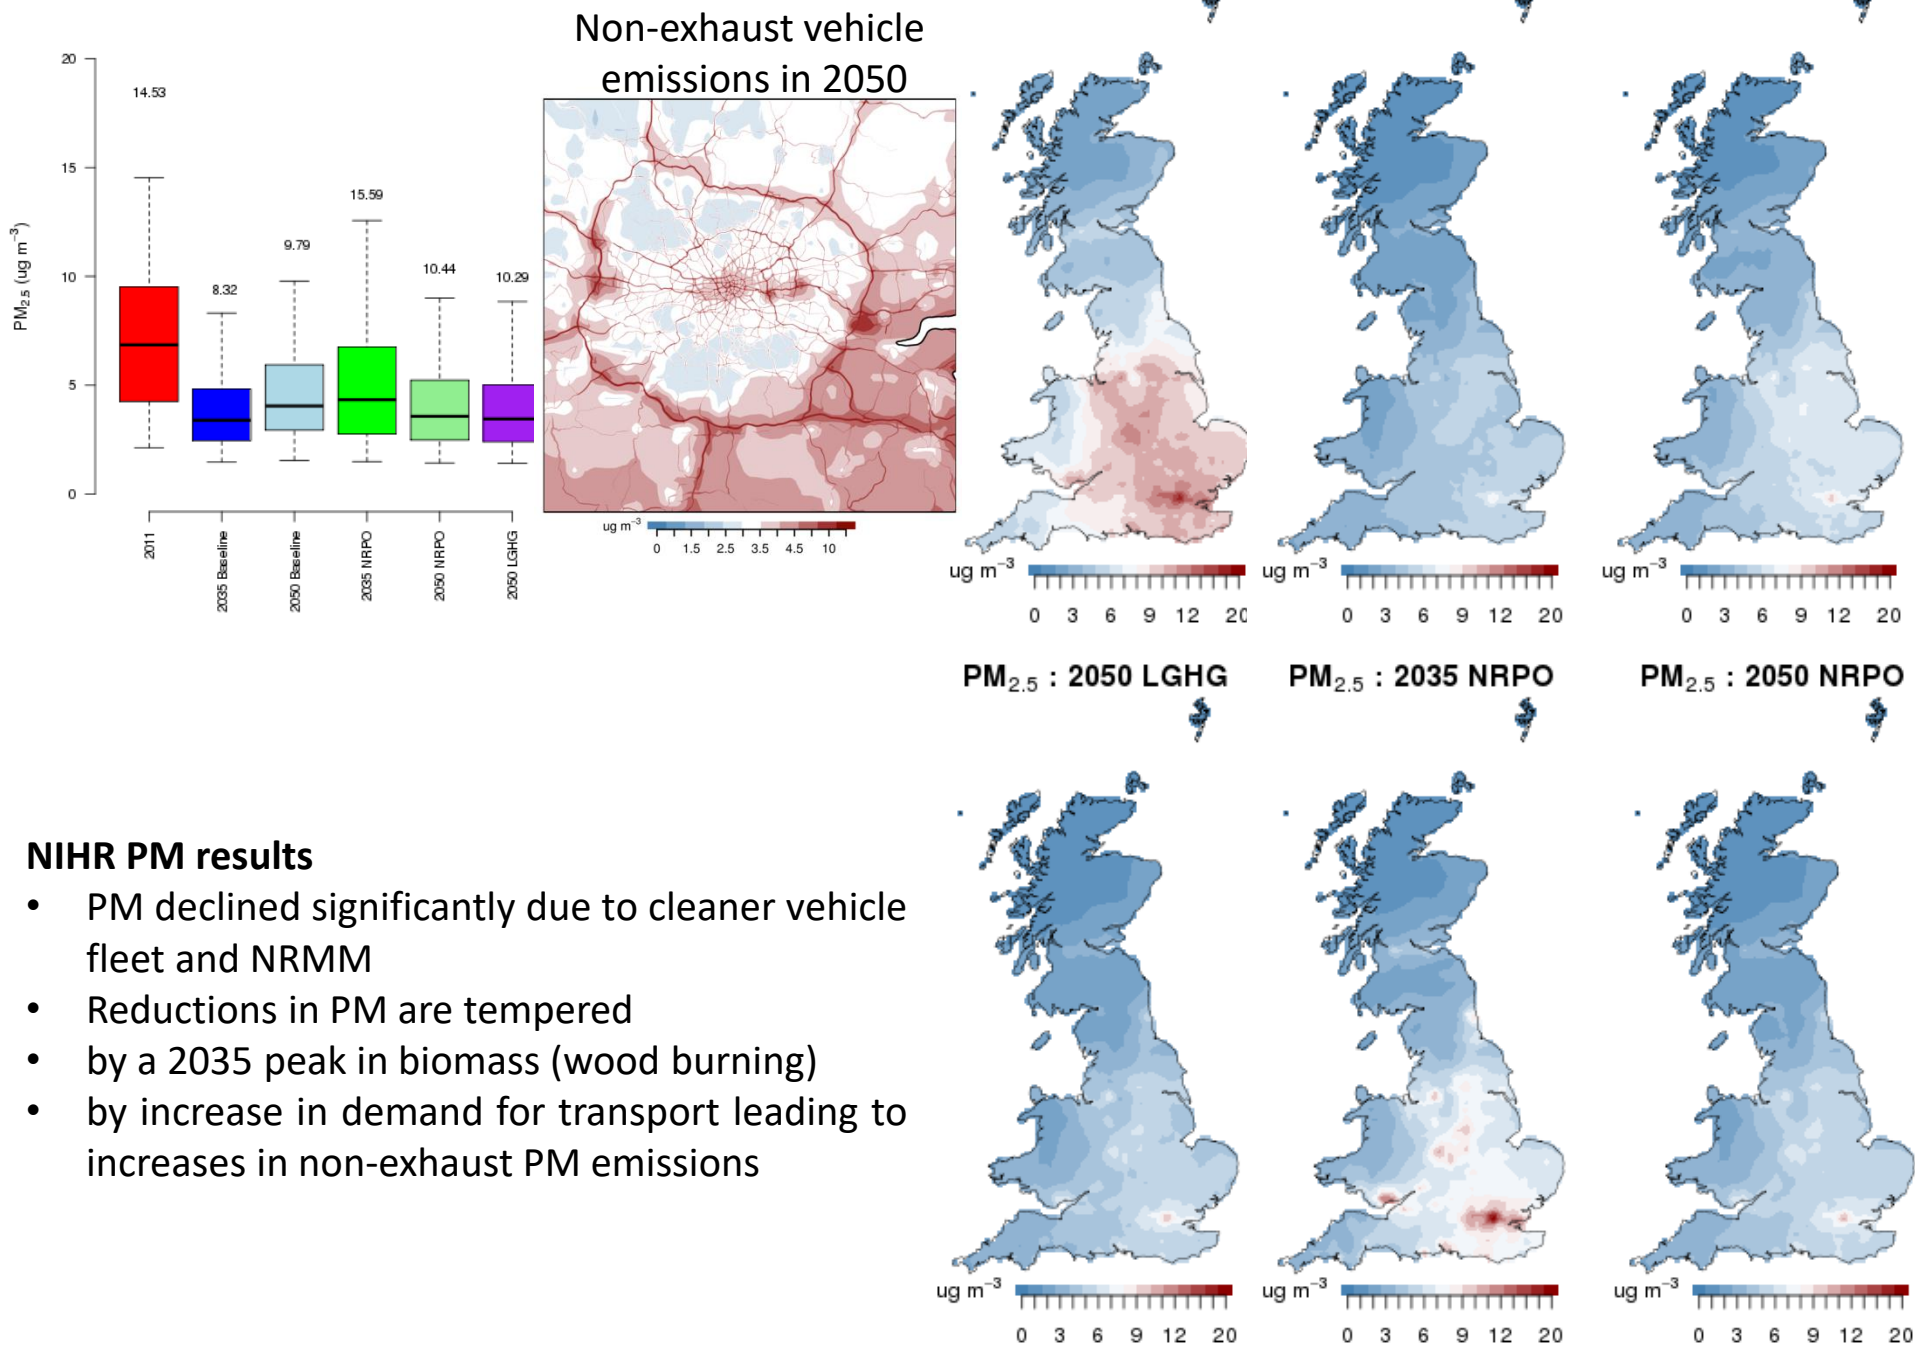 Non-exhaust vehicle
emissions in 2050
20
15
10
5
0
PM2.5 (ug m−3)
14.53
8.32
9.79
15.59
10.44
10.29
2011
2035 Baseline
2050 Baseline
2035 NRPO
2050 NRPO
2050 LGHG
ug m−3
0 1.5 2.5 3.5 4.5 10
ug m−3
0 3 6 9 12 20
ug m−3
0 3 6 9 12 20
ug m−3
0 3 6 9 12 20
PM2.5 : 2050 LGHG
PM2.5 : 2035 NRPO
PM2.5 : 2050 NRPO
NIHR PM results
• PM declined significantly due to cleaner vehicle
fleet and NRMM
• Reductions in PM are tempered
• by a 2035 peak in biomass (wood burning)
• by increase in demand for transport leading to
increases in non-exhaust PM emissions
ug m−3
0 3 6 9 12 20
ug m−3
0 3 6 9 12 20
ug m−3
0 3 6 9 12 20